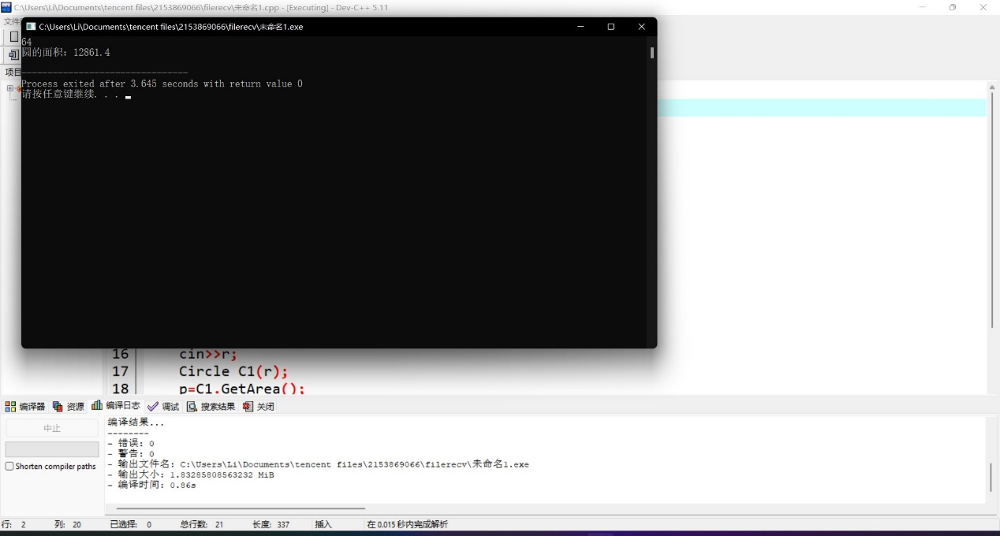 C:\Users\Li\Documents\tencent files\2153869066\filerecv\未命名1.cpp - [Executing] - Dev-C++ 5.11
C:\Users\Li\Documents\tencent files\2153869066\filerecv\未命名1.exe
64
圆的面积: 12861.4
--------------------------------
Process exited after 3.645 seconds with return value 0
请按任意键继续. . .
项目
16 cin>>r;
17 Circle C1(r);
18 p=C1.GetArea();
编译器 资源 编译日志 调试 搜索结果 关闭
中止
Shorten compiler paths
编译结果...
--------
- 错误: 0
- 警告: 0
- 输出文件名: C:\Users\Li\Documents\tencent files\2153869066\filerecv\未命名1.exe
- 输出大小: 1.83285808563232 MiB
- 编译时间: 0.86s
行: 2 列: 20 已选择: 0 总行数: 21 长度: 337 插入 在 0.015 秒内完成解析